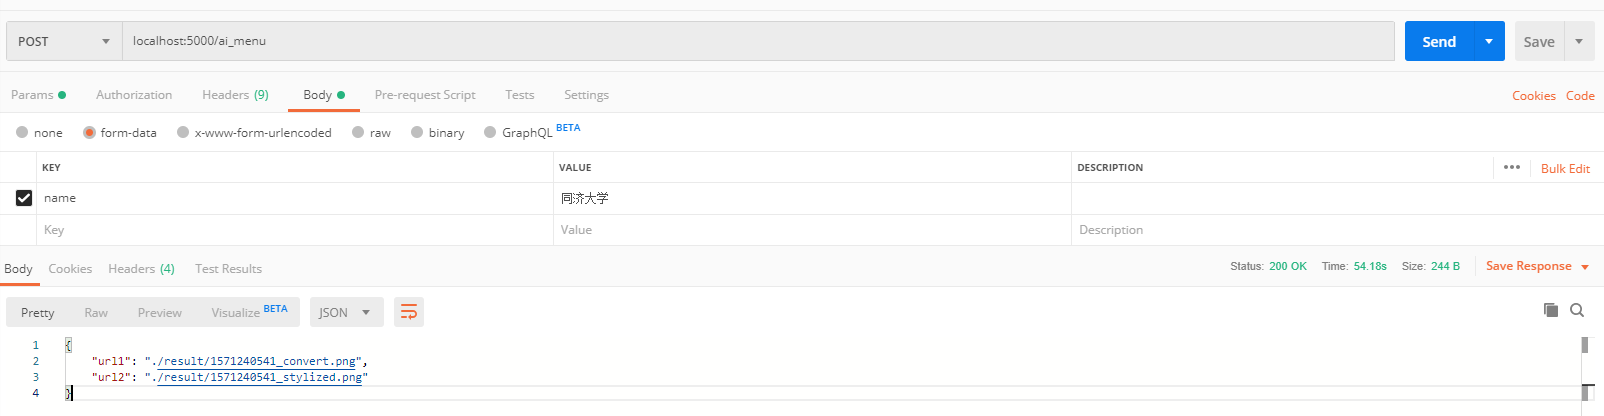 POST localhost:5000/ai_menu Send Save
Params Authorization Headers (9) Body Pre-request Script Tests Settings Cookies Code
none form-data x-www-form-urlencoded raw binary GraphQL BETA
KEY VALUE DESCRIPTION ••• Bulk Edit
name 同济大学
Key Value Description
Body Cookies Headers (4) Test Results Status: 200 OK Time: 54.18s Size: 244 B Save Response
Pretty Raw Preview Visualize BETA JSON
1 {
2 "url1": "./result/1571240541_convert.png",
3 "url2": "./result/1571240541_stylized.png"
4 }